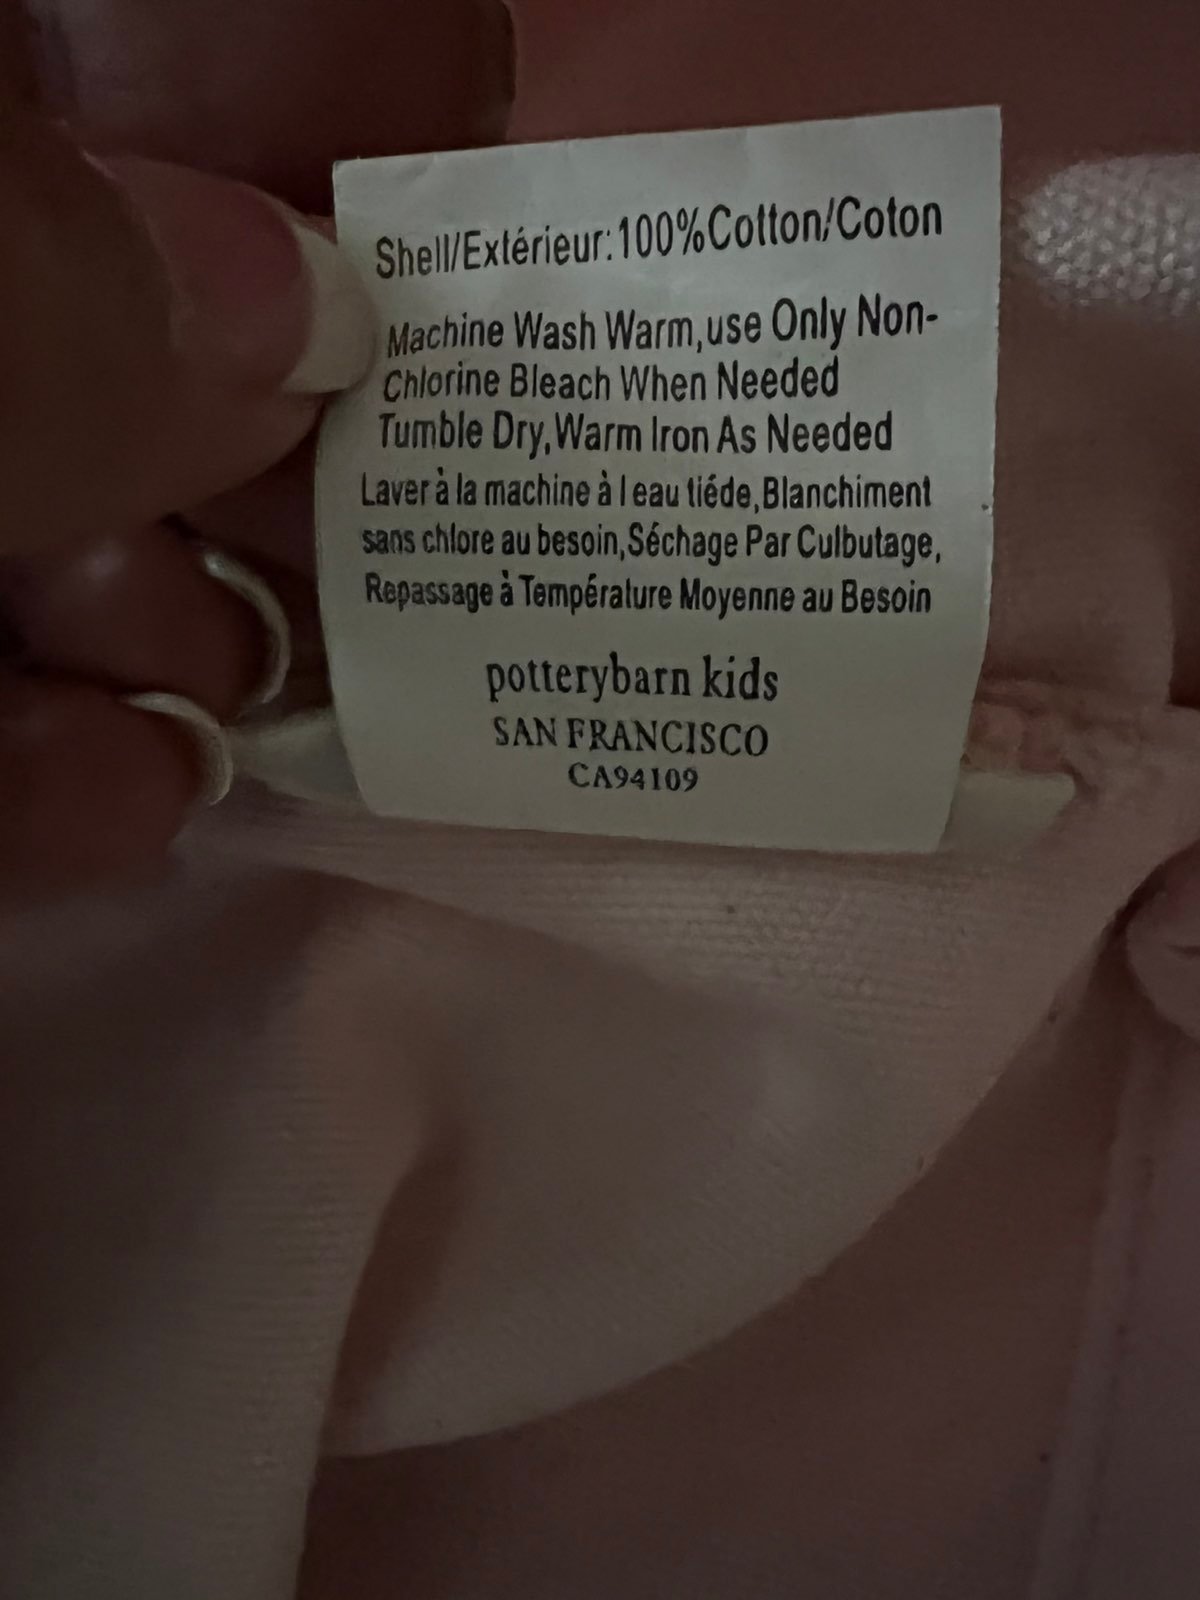 Shell/Extérieur:100%Cotton/Coton
Machine Wash Warm,use Only Non-
Chlorine Bleach When Needed
Tumble Dry,Warm Iron As Needed
Laver à la machine à l eau tiéde,Blanchiment
sans chlore au besoin,Séchage Par Culbutage,
Repassage à Température Moyenne au Besoin
potterybarn kids
SAN FRANCISCO
CA94109